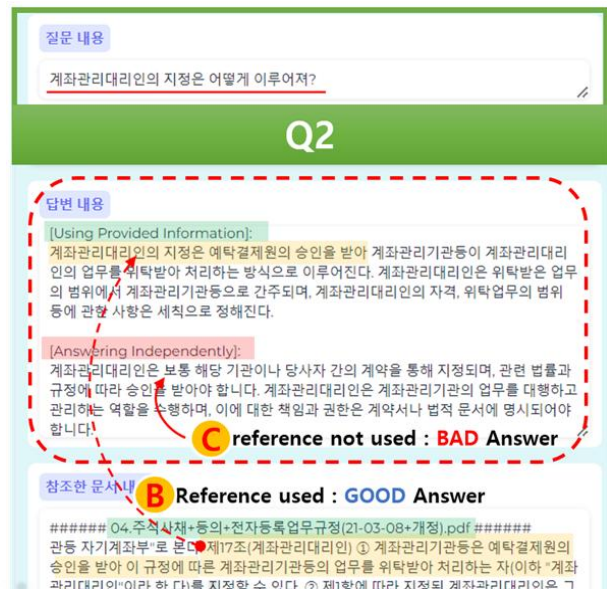 질문 내용
계좌관리대리인의 지정은 어떻게 이루어져?
Q2
답변 내용
[Using Provided Information]:
계좌관리대리인의 지정은 예탁결제원의 승인을 받아 계좌관리기관등이 계좌관리대리
인의 업무를 위탁받아 처리하는 방식으로 이루어진다. 계좌관리대리인은 위탁받은 업무
의 범위에서 계좌관리기관등으로 간주되며, 계좌관리대리인의 자격, 위탁업무의 범위
등에 관한 사항은 세칙으로 정해진다.
[Answering Independently]:
계좌관리대리인은 보통 해당 기관이나 당사자 간의 계약을 통해 지정되며, 관련 법률과
규정에 따라 승인을 받아야 합니다. 계좌관리대리인은 계좌관리기관의 업무를 대행하고
관리하는 역할을 수행하며, 이에 대한 책임과 권한은 계약서나 법적 문서에 명시되어야
합니다.
C reference not used : BAD Answer
참조한 문서 내
B Reference used : GOOD Answer
###### 04.주식사채+등의+전자등록업무규정(21-03-08+개정).pdf ######
관등 자기계좌부"로 본다. 제17조(계좌관리대리인) ① 계좌관리기관등은 예탁결제원의
승인을 받아 이 규정에 따른 계좌관리기관등의 업무를 위탁받아 처리하는 자(이하 "계좌
관리대리인"이라 한 다)를 지정할 수 있다. ② 제1항에 따라 지정된 계좌관리대리인은 그